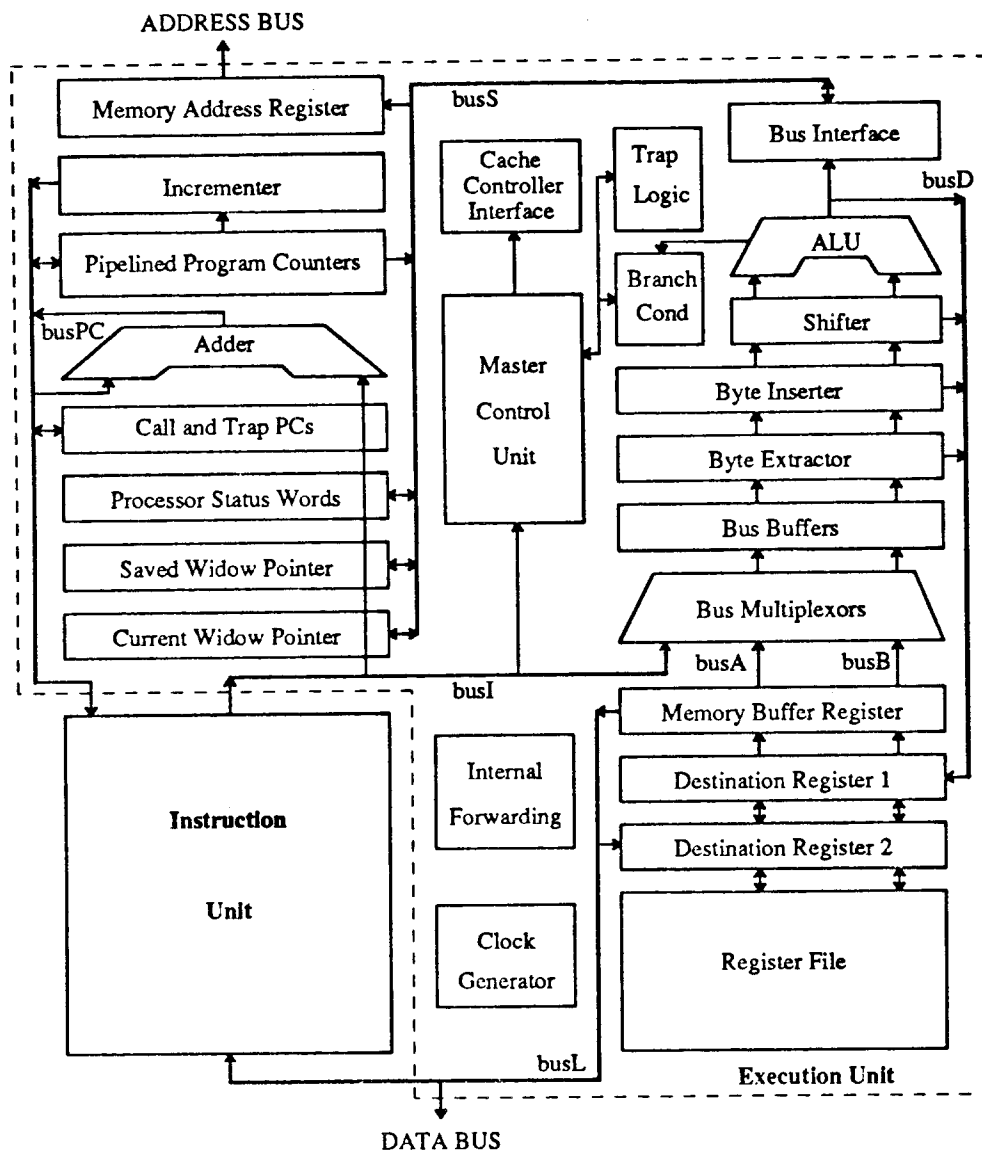 ADDRESS BUS
Memory Address Register
busS
Bus Interface
Cache
Controller
Interface
Trap
Logic
Incrementer
busD
Pipelined Program Counters
ALU
Branch
Cond
busPC
Adder
Shifter
Master
Control
Unit
Byte Inserter
Call and Trap PCs
Byte Extractor
Processor Status Words
Bus Buffers
Saved Widow Pointer
Bus Multiplexors
Current Widow Pointer
busA
busB
busI
Memory Buffer Register
Internal
Forwarding
Destination Register 1
Instruction
Unit
Destination Register 2
Clock
Generator
Register File
busL
Execution Unit
DATA BUS